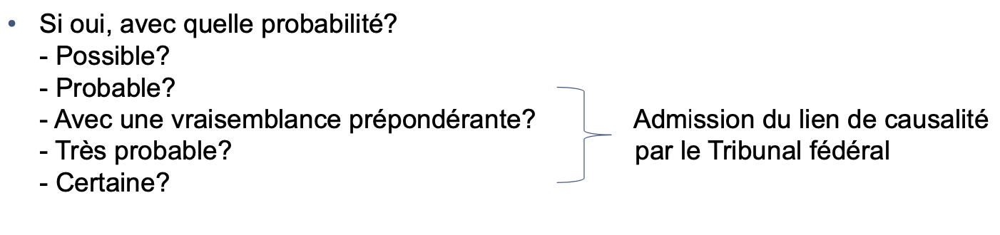 • Si oui, avec quelle probabilité?
- Possible?
- Probable?
- Avec une vraisemblance prépondérante?
- Très probable?
- Certaine?
Admission du lien de causalité
par le Tribunal fédéral